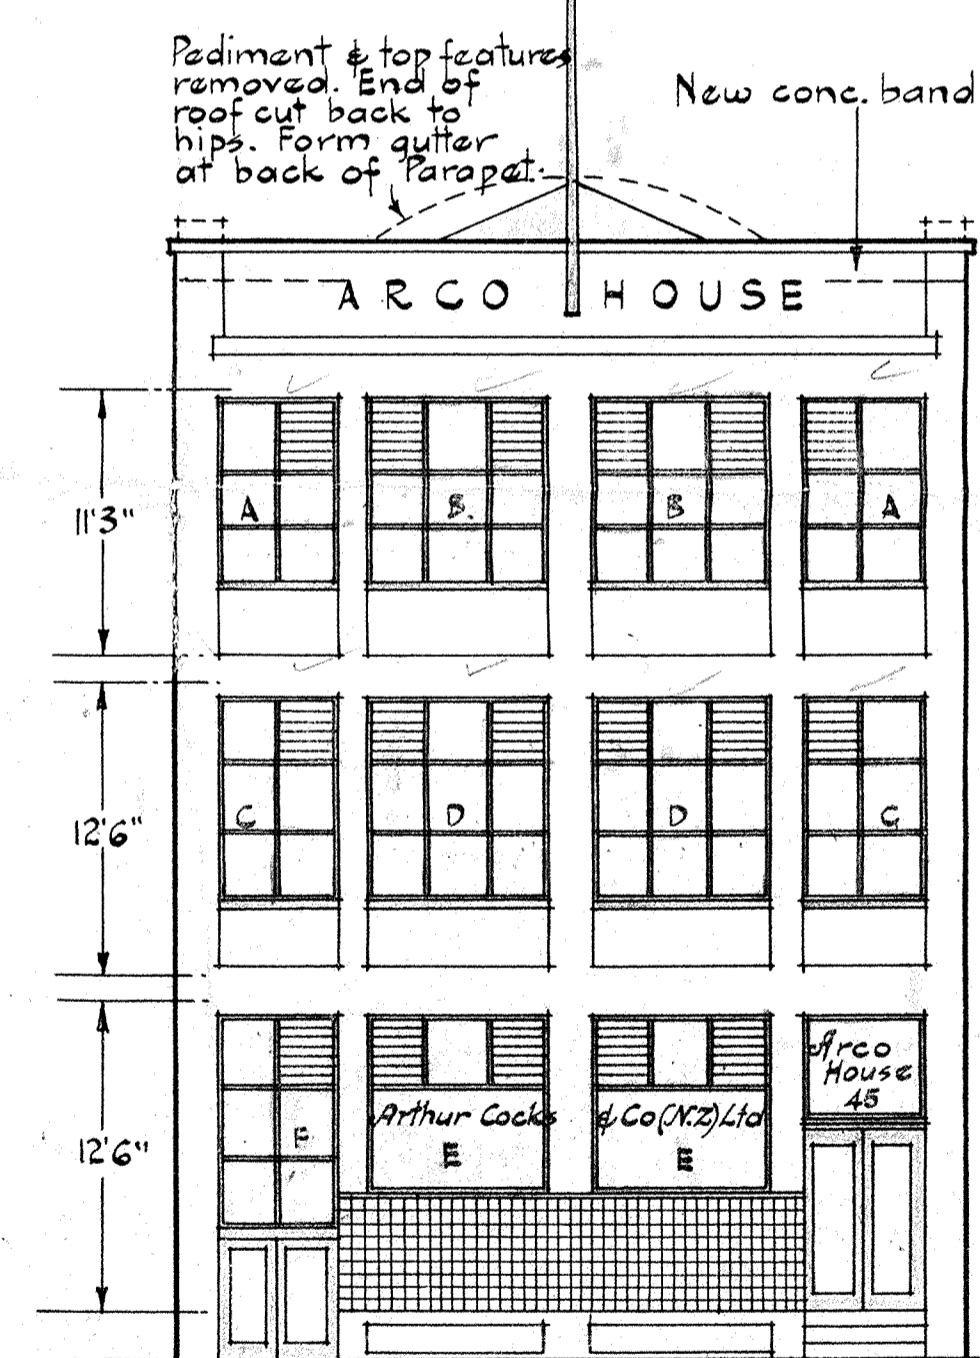 Pediment & top features
removed. End of
roof cut back to
hips. Form gutter
at back of Parapet.
New conc. band
ARCO HOUSE
11'3"
A B. B A
12'6"
C D D C
12'6"
Arco
House
45
Arthur Cocks & Co (N.Z) Ltd
F E E